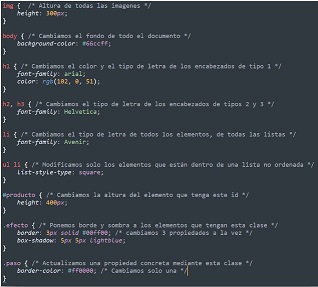 img {  /* Altura de todas las imagenes */
    height: 300px;
}
body { /* Cambiamos el fondo de todo el documento */
    background-color: #66ccff;
}
h1 { /* Cambiamos el color y el tipo de letra de los encabezados de tipo 1 */
    font-family: arial;
    color: rgb(102, 0, 51);
}
h2, h3 { /* Cambiamos el tipo de letra de los encabezados de tipos 2 y 3 */
    font-family: Helvetica;
}
li { /* Cambiamos el tipo de letra de todos los elementos, de todas las listas */
    font-family: Avenir;
}
ul li { /* Modificamos solo los elementos que están dentro de una lista no ordenada */
    list-style-type: square;
}
#producto { /* Cambiamos la altura del elemento que tenga este id */
    height: 400px;
}
.efecto { /* Ponemos borde y sombra a los elementos que tengan esta clase */
    border: 3px solid #00ff00; /* cambiamos 3 propiedades a la vez */
    box-shadow: 5px 5px lightblue;
}
.paso { /* Actualizamos una propiedad concreta mediante esta clase */
    border-color: #ff0000; /* Cambiamos solo una */
}